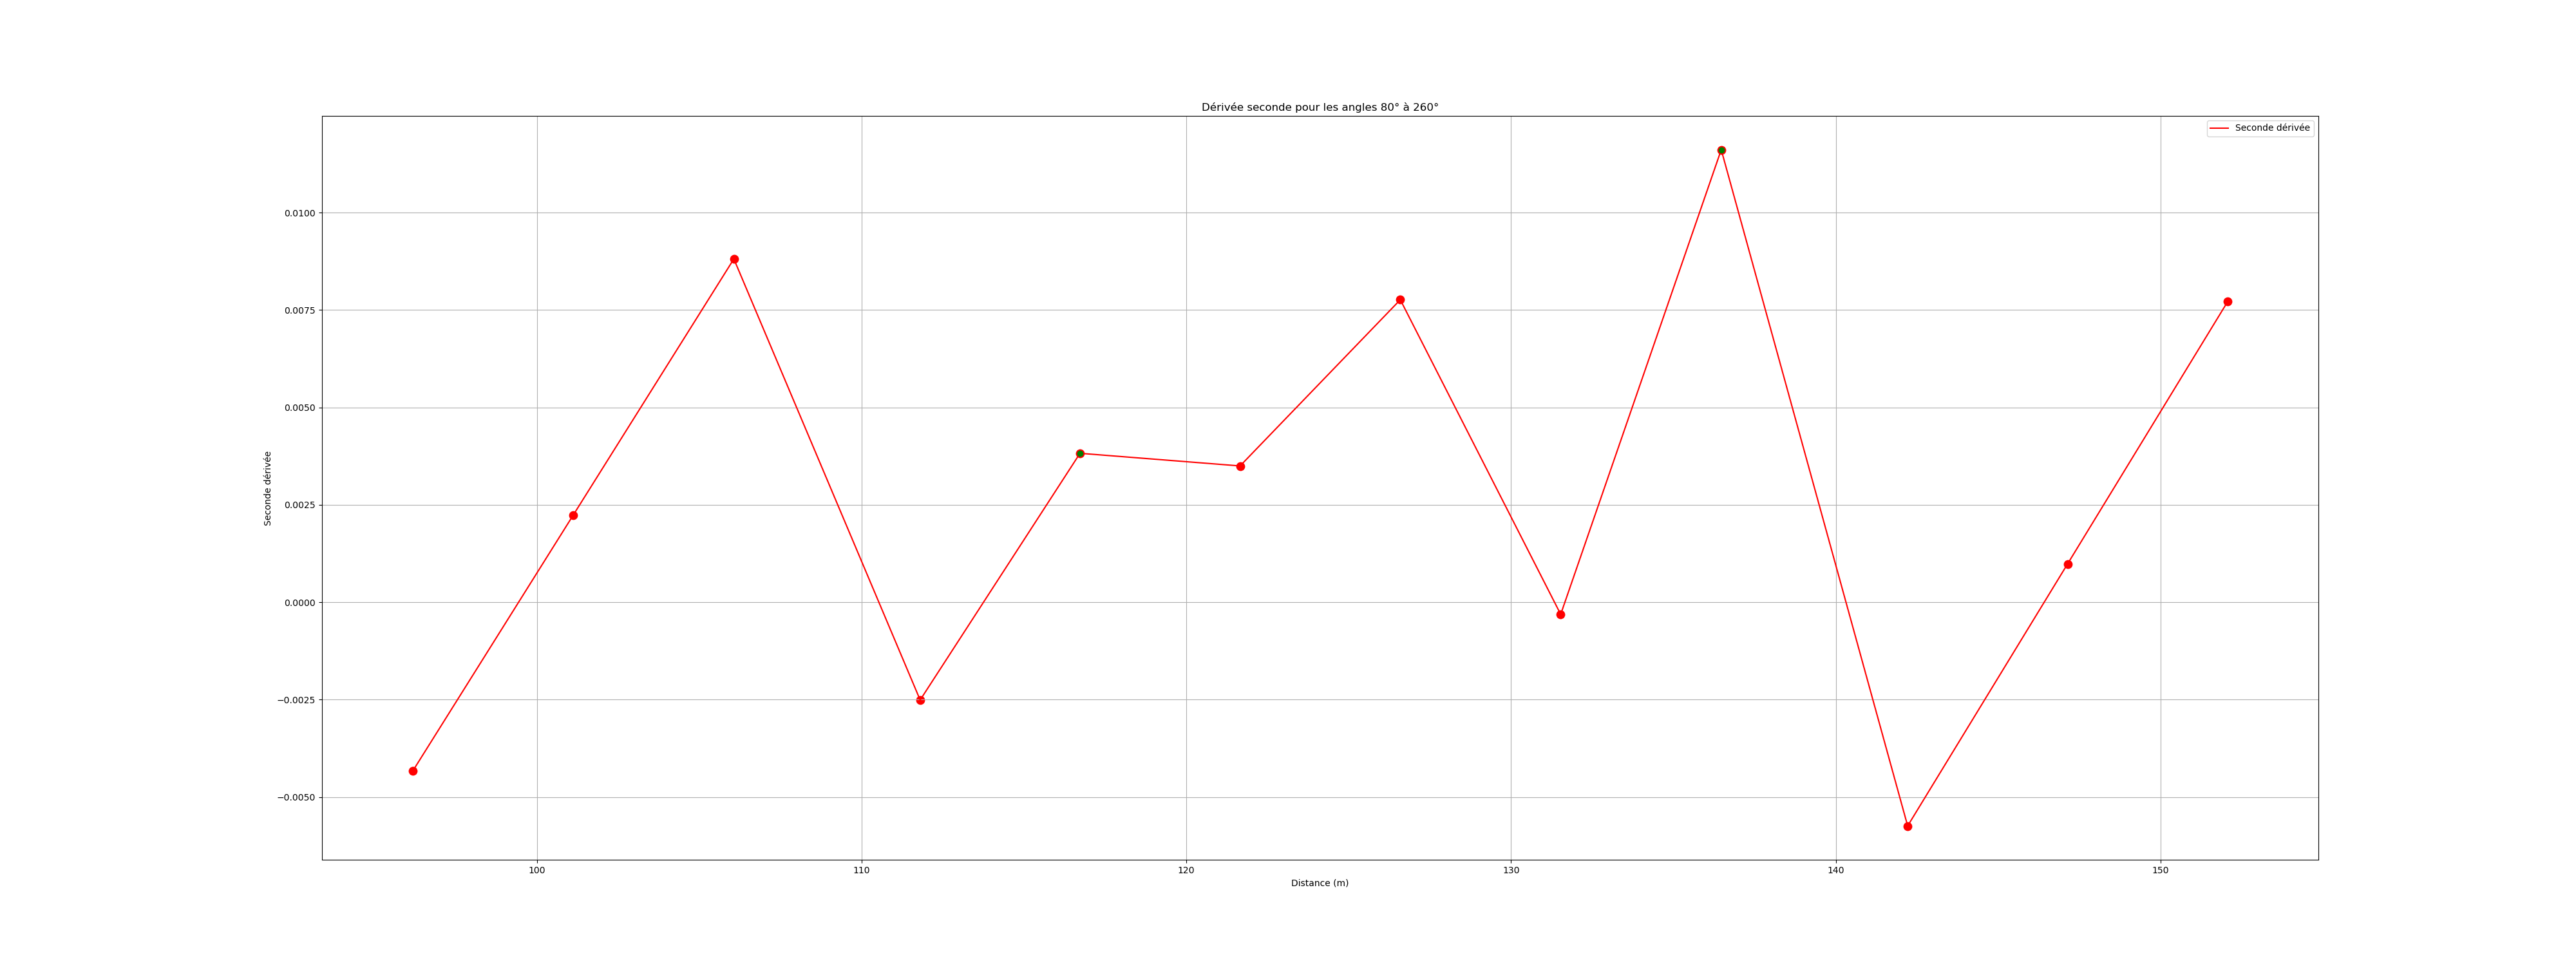 Dérivée seconde pour les angles 80° à 260°
Seconde dérivée
0.0100
0.0075
0.0050
0.0025
0.0000
−0.0025
−0.0050
Seconde dérivée
100 110 120 130 140 150
Distance (m)